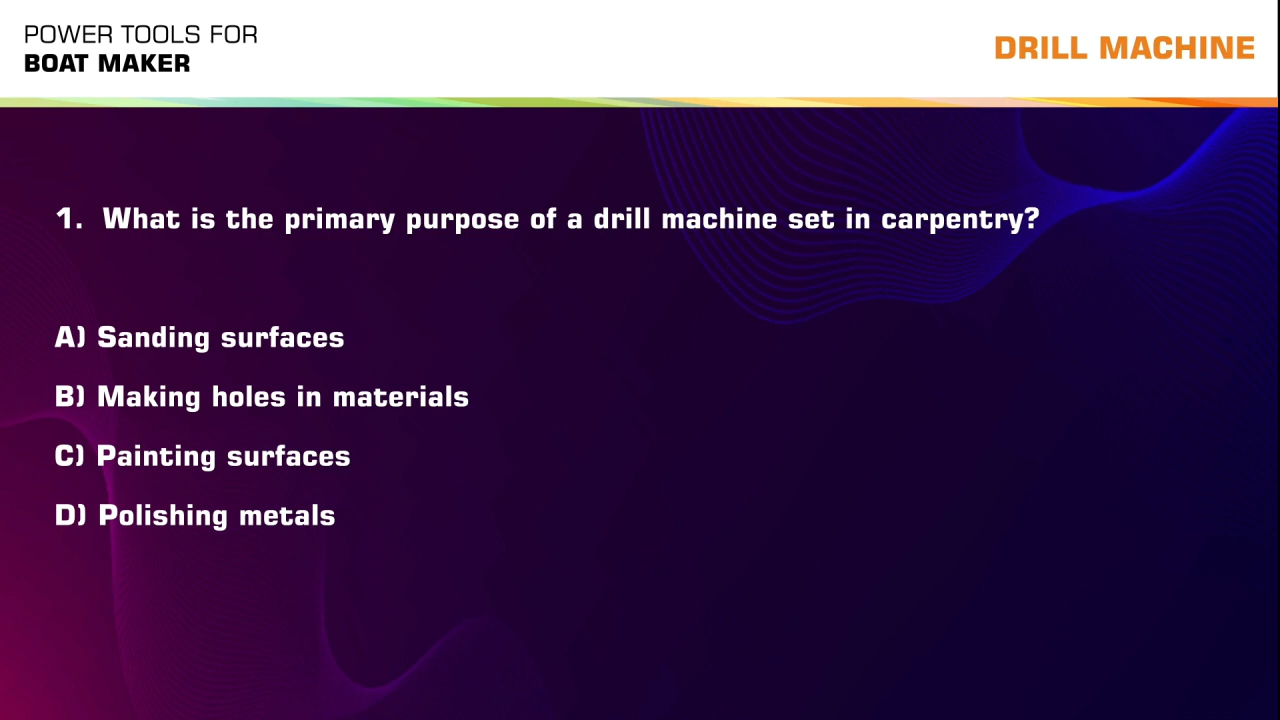 POWER TOOLS FOR
BOAT MAKER
DRILL MACHINE
1. What is the primary purpose of a drill machine set in carpentry?
A) Sanding surfaces
B) Making holes in materials
C) Painting surfaces
D) Polishing metals